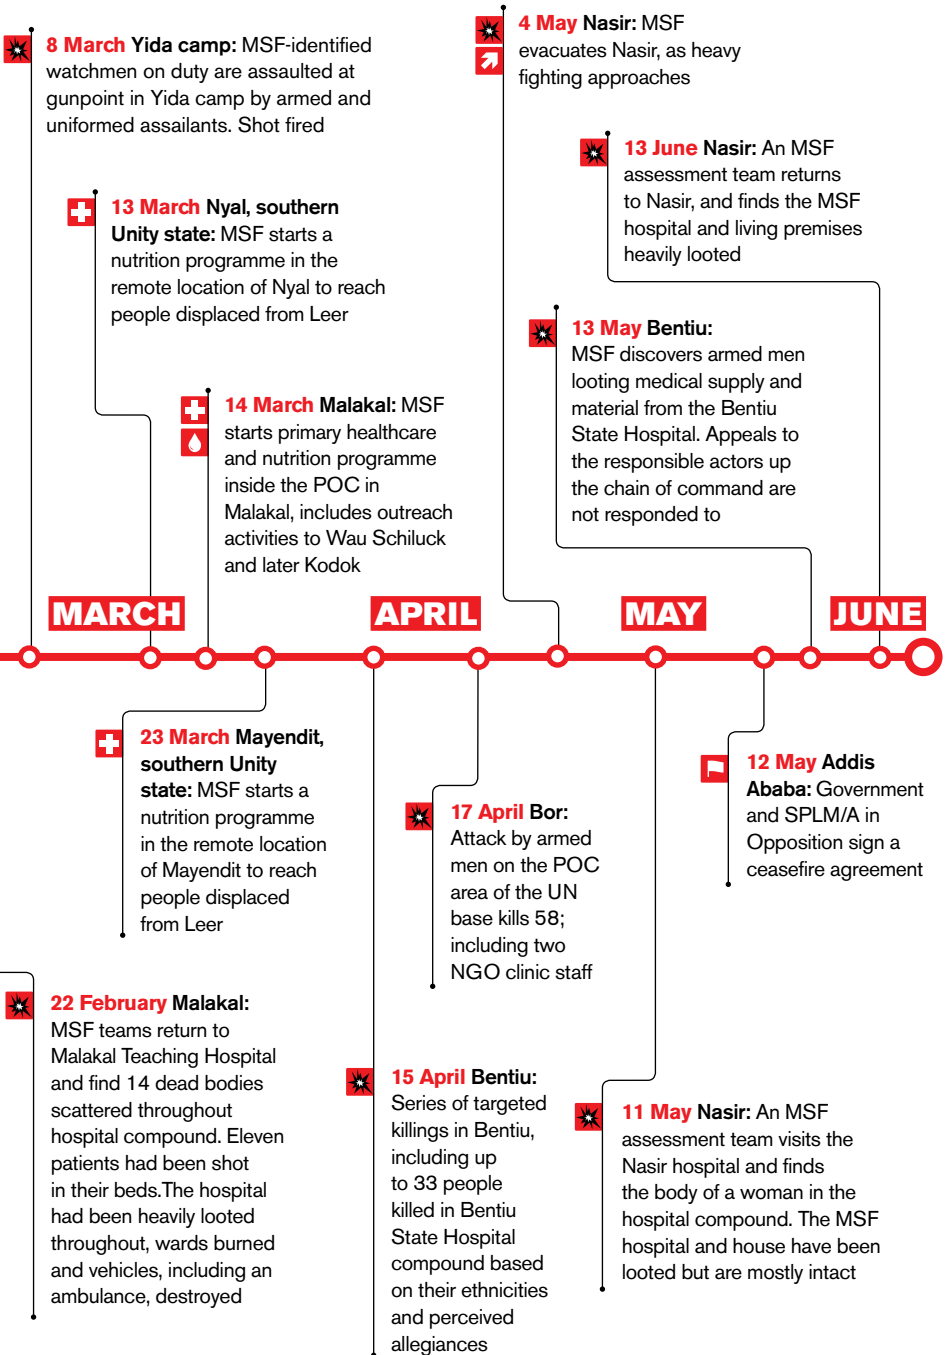 8 March Yida camp: MSF-identified
watchmen on duty are assaulted at
gunpoint in Yida camp by armed and
uniformed assailants. Shot fired
13 March Nyal, southern
Unity state: MSF starts a
nutrition programme in the
remote location of Nyal to reach
people displaced from Leer
14 March Malakal: MSF
starts primary healthcare
and nutrition programme
inside the POC in
Malakal, includes outreach
activities to Wau Schiluck
and later Kodok
4 May Nasir: MSF
evacuates Nasir, as heavy
fighting approaches
13 June Nasir: An MSF
assessment team returns
to Nasir, and finds the MSF
hospital and living premises
heavily looted
13 May Bentiu:
MSF discovers armed men
looting medical supply and
material from the Bentiu
State Hospital. Appeals to
the responsible actors up
the chain of command are
not responded to
MARCH
APRIL
MAY
JUNE
23 March Mayendit,
southern Unity
state: MSF starts a
nutrition programme
in the remote location
of Mayendit to reach
people displaced
from Leer
17 April Bor:
Attack by armed
men on the POC
area of the UN
base kills 58;
including two
NGO clinic staff
12 May Addis
Ababa: Government
and SPLM/A in
Opposition sign a
ceasefire agreement
22 February Malakal:
MSF teams return to
Malakal Teaching Hospital
and find 14 dead bodies
scattered throughout
hospital compound. Eleven
patients had been shot
in their beds.The hospital
had been heavily looted
throughout, wards burned
and vehicles, including an
ambulance, destroyed
15 April Bentiu:
Series of targeted
killings in Bentiu,
including up
to 33 people
killed in Bentiu
State Hospital
compound based
on their ethnicities
and perceived
allegiances
11 May Nasir: An MSF
assessment team visits the
Nasir hospital and finds
the body of a woman in the
hospital compound. The MSF
hospital and house have been
looted but are mostly intact